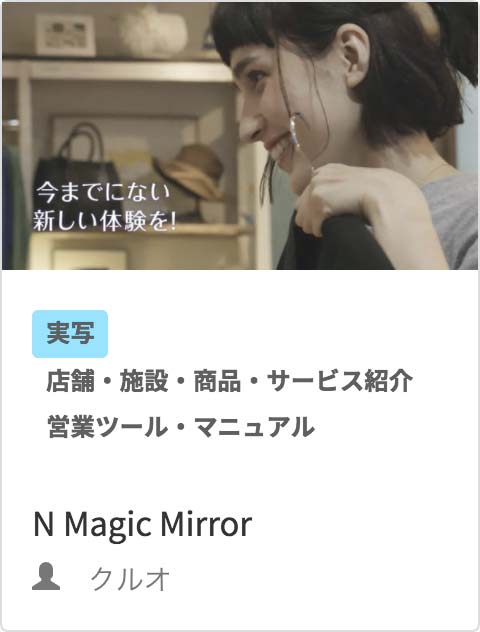 今までにない
新しい体験を!
実写
店舗・施設・商品・サービス紹介
営業ツール・マニュアル
N Magic Mirror
クルオ